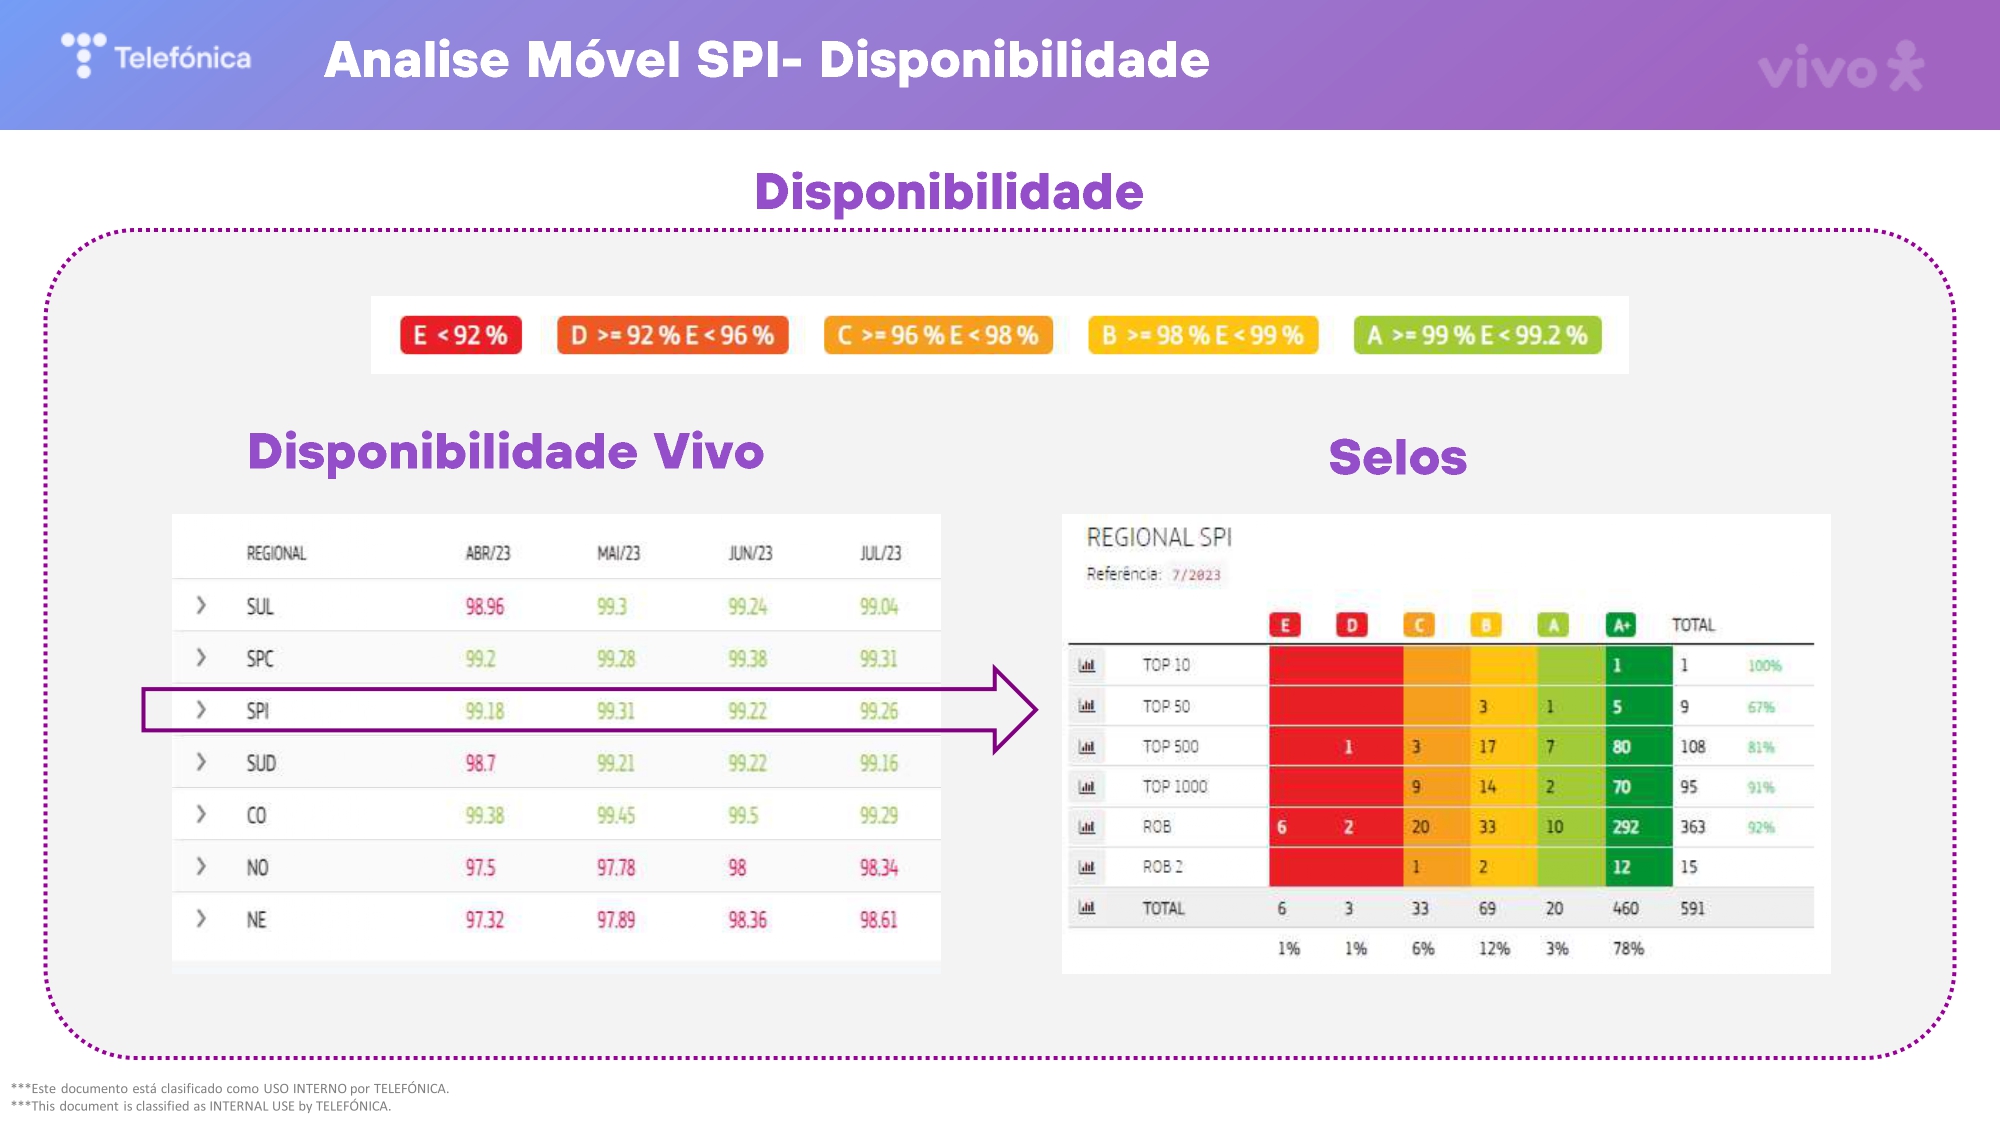 Telefónica
Analise Móvel SPI- Disponibilidade
vivo
Disponibilidade
E <92 % D >= 92 % E < 96 % C >= 96 % E < 98 % B >= 98 % E < 99 % A >= 99 % E < 99.2 %
Disponibilidade Vivo
REGIONAL ABR/23 MAI/23 JUN/23 JUL/23
SUL 98.96 99.3 99.24 99.04
SPC 99.2 99.28 99.38 99.31
SPI 99.18 99.31 99.22 99.26
SUD 98.7 99.21 99.22 99.16
CO 99.38 99.45 99.5 99.29
NO 97.5 97.78 98 98.34
NE 97.32 97.89 98.36 98.61
Selos
REGIONAL SPI
Referência: 7/2023
E D C B A A+ TOTAL
TOP 10 1 1 100%
TOP 50 3 1 5 9 67%
TOP 500 1 3 17 7 80 108 81%
TOP 1000 9 14 2 70 95 91%
ROB 6 2 20 33 10 292 363 92%
ROB 2 1 2 12 15
TOTAL 6 3 33 69 20 460 591
1% 1% 6% 12% 3% 78%
***Este documento está clasificado como USO INTERNO por TELEFÓNICA.
***This document is classified as INTERNAL USE by TELEFÓNICA.